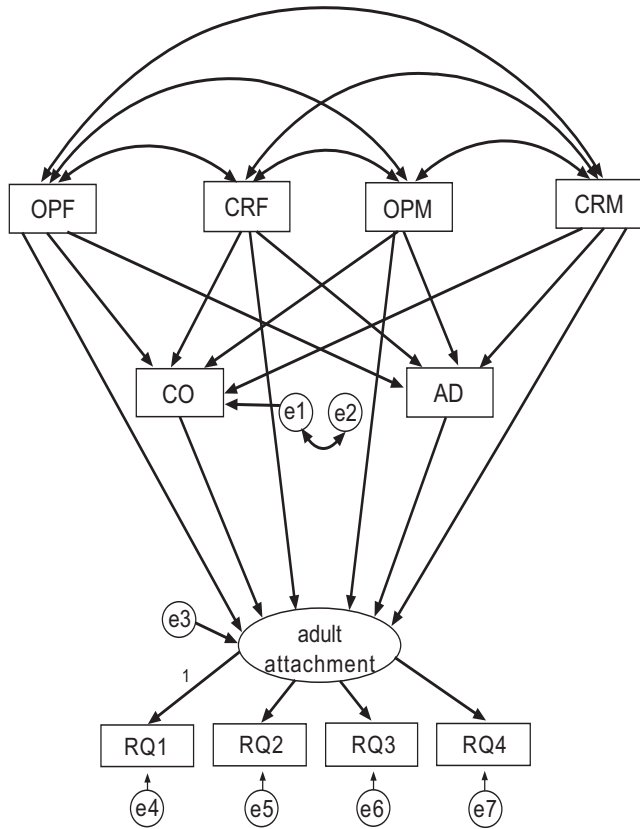 OPF
CRF
OPM
CRM
CO
e1
e2
AD
e3
adult
attachment
1
RQ1
RQ2
RQ3
RQ4
e4
e5
e6
e7